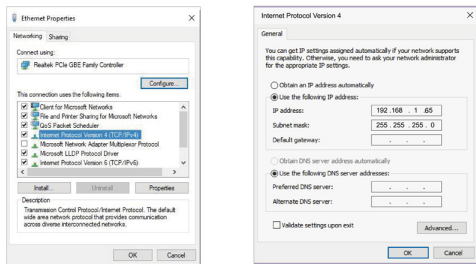 Ethernet Properties
Networking Sharing
Connect using:
Realtek PCIe GBE Family Controller
Configure...
This connection uses the following items:
Client for Microsoft Networks
File and Printer Sharing for Microsoft Networks
QoS Packet Scheduler
Internet Protocol Version 4 (TCP/IPv4)
Microsoft Network Adapter Multiplexor Protocol
Microsoft LLDP Protocol Driver
Internet Protocol Version 6 (TCP/IPv6)
Install...
Uninstall
Properties
Description
Transmission Control Protocol/Internet Protocol. The default
wide area network protocol that provides communication
across diverse interconnected networks.
OK Cancel
Internet Protocol Version 4
General
You can get IP settings assigned automatically if your network supports
this capability. Otherwise, you need to ask your network administrator
for the appropriate IP settings.
Obtain an IP address automatically
Use the following IP address:
IP address: 192 . 168 . 1 . 65
Subnet mask: 255 . 255 . 255 . 0
Default gateway: . . .
Obtain DNS server address automatically
Use the following DNS server addresses:
Preferred DNS server: . . .
Alternate DNS server: . . .
Validate settings upon exit
Advanced...
OK Cancel